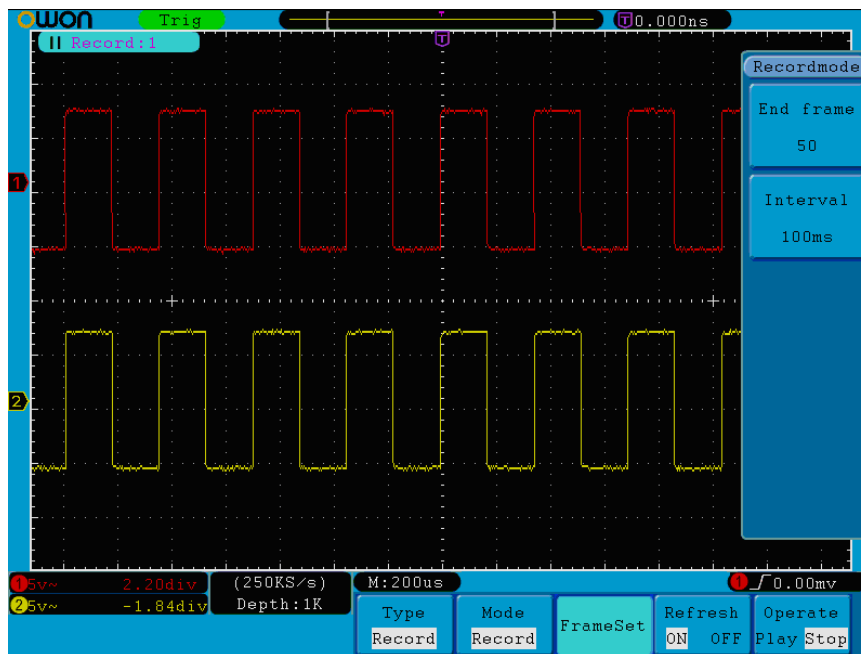 OWON Trig T 0.000ns
Record:1
T
Recordmode
End frame
50
Interval
100ms
1
2
1 5v~ 2.20div (250KS/s) M:200us 1 0.00mv
2 5v~ -1.84div Depth:1K
Type Mode FrameSet Refresh Operate
Record Record ON OFF Play Stop